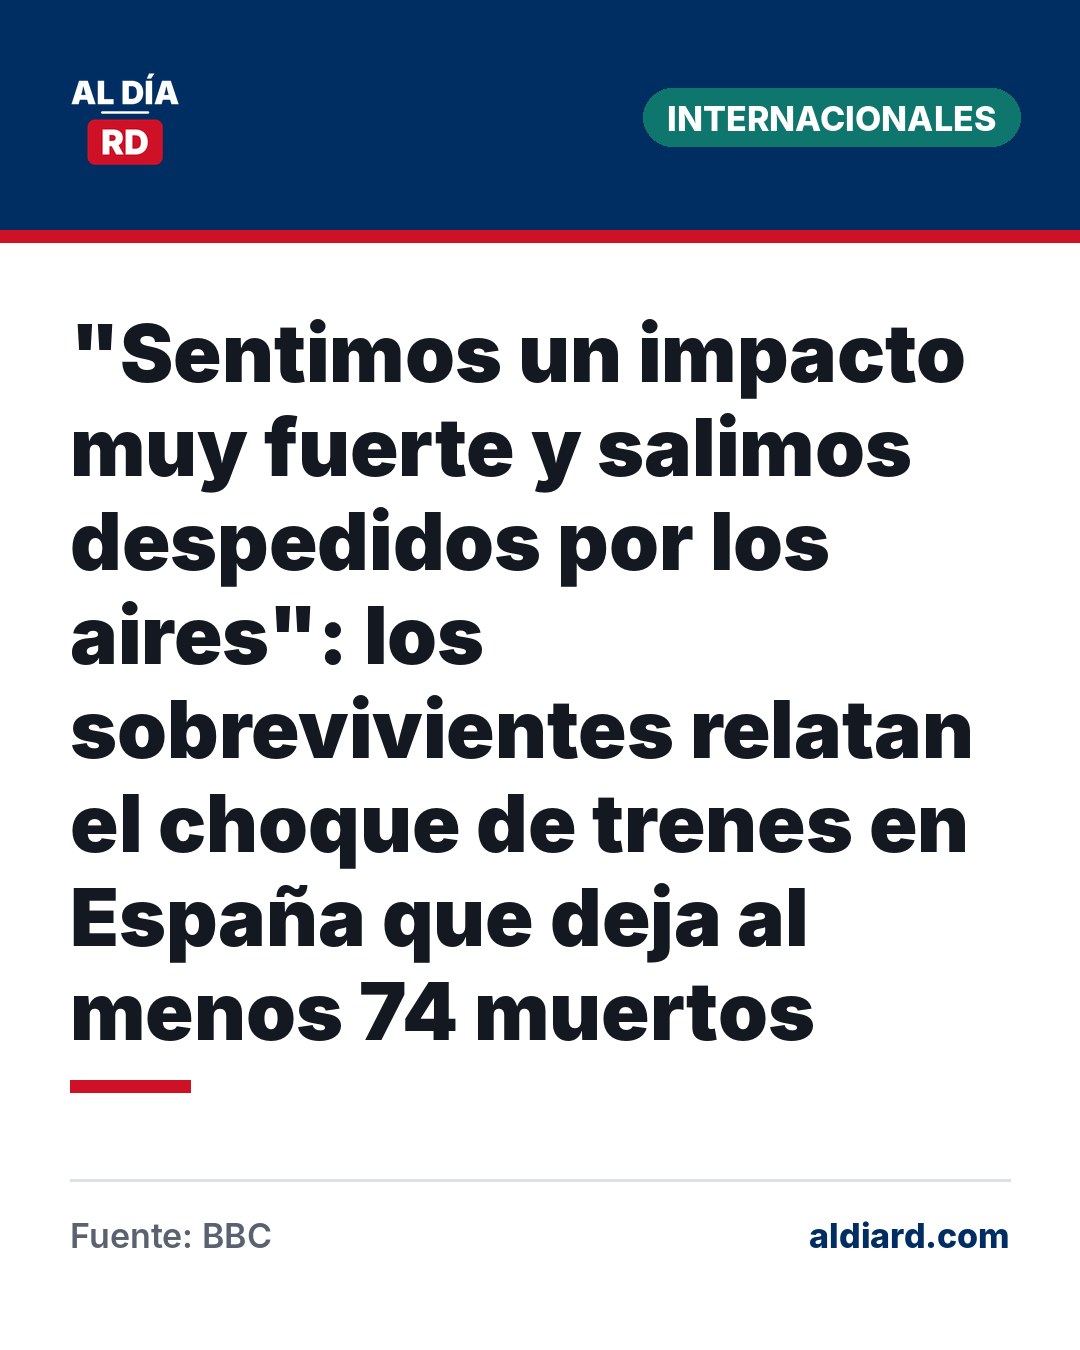 AL DÍA
RD
INTERNACIONALES
"Sentimos un impacto
muy fuerte y salimos
despedidos por los
aires": los
sobrevivientes relatan
el choque de trenes en
España que deja al
menos 74 muertos
Fuente: BBC
aldiard.com